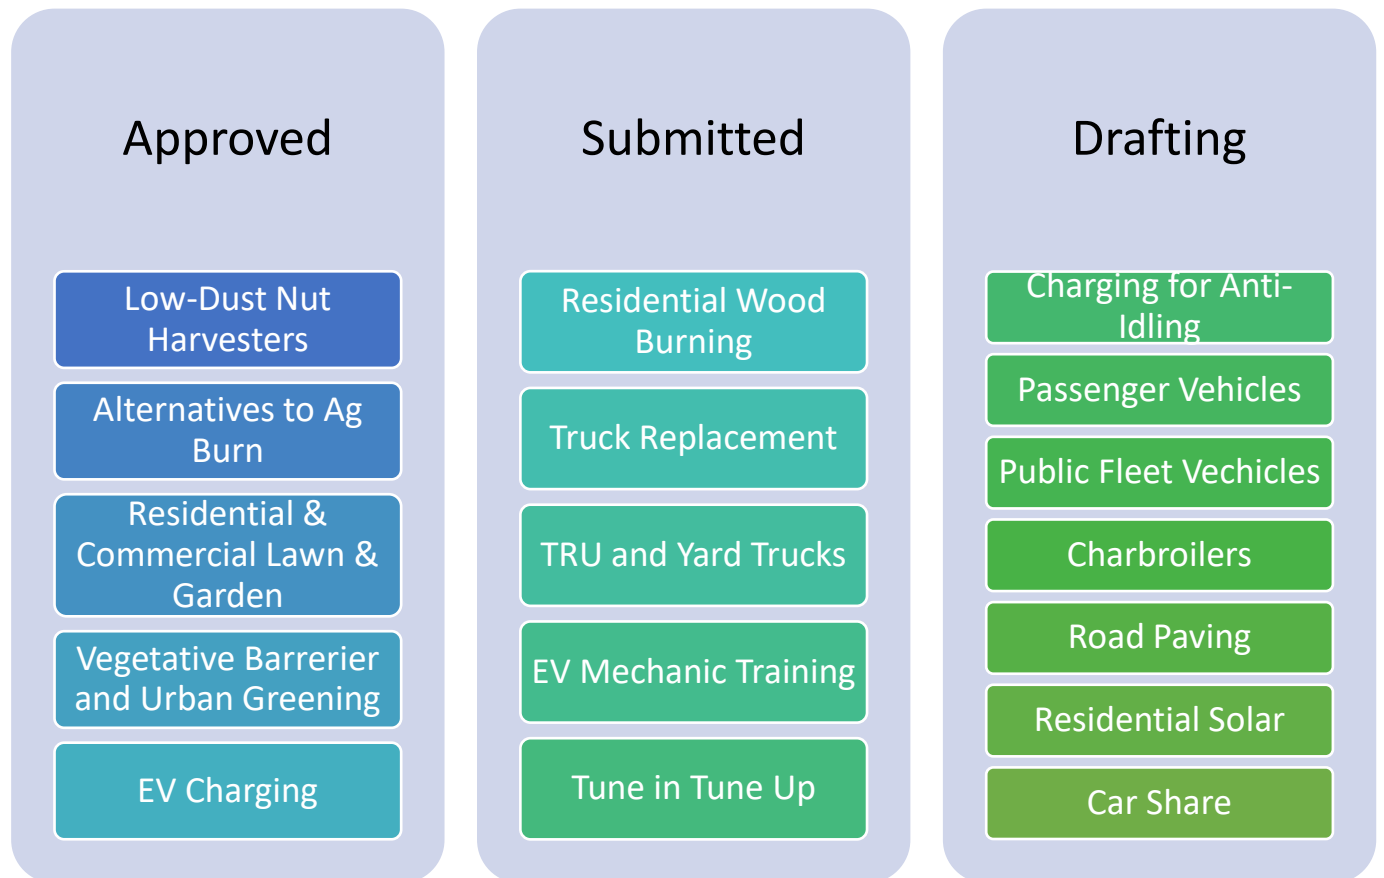 Approved
Low-Dust Nut
Harvesters
Alternatives to Ag
Burn
Residential &
Commercial Lawn &
Garden
Vegetative Barrerier
and Urban Greening
EV Charging
Submitted
Residential Wood
Burning
Truck Replacement
TRU and Yard Trucks
EV Mechanic Training
Tune in Tune Up
Drafting
Charging for Anti-
Idling
Passenger Vehicles
Public Fleet Vechicles
Charbroilers
Road Paving
Residential Solar
Car Share